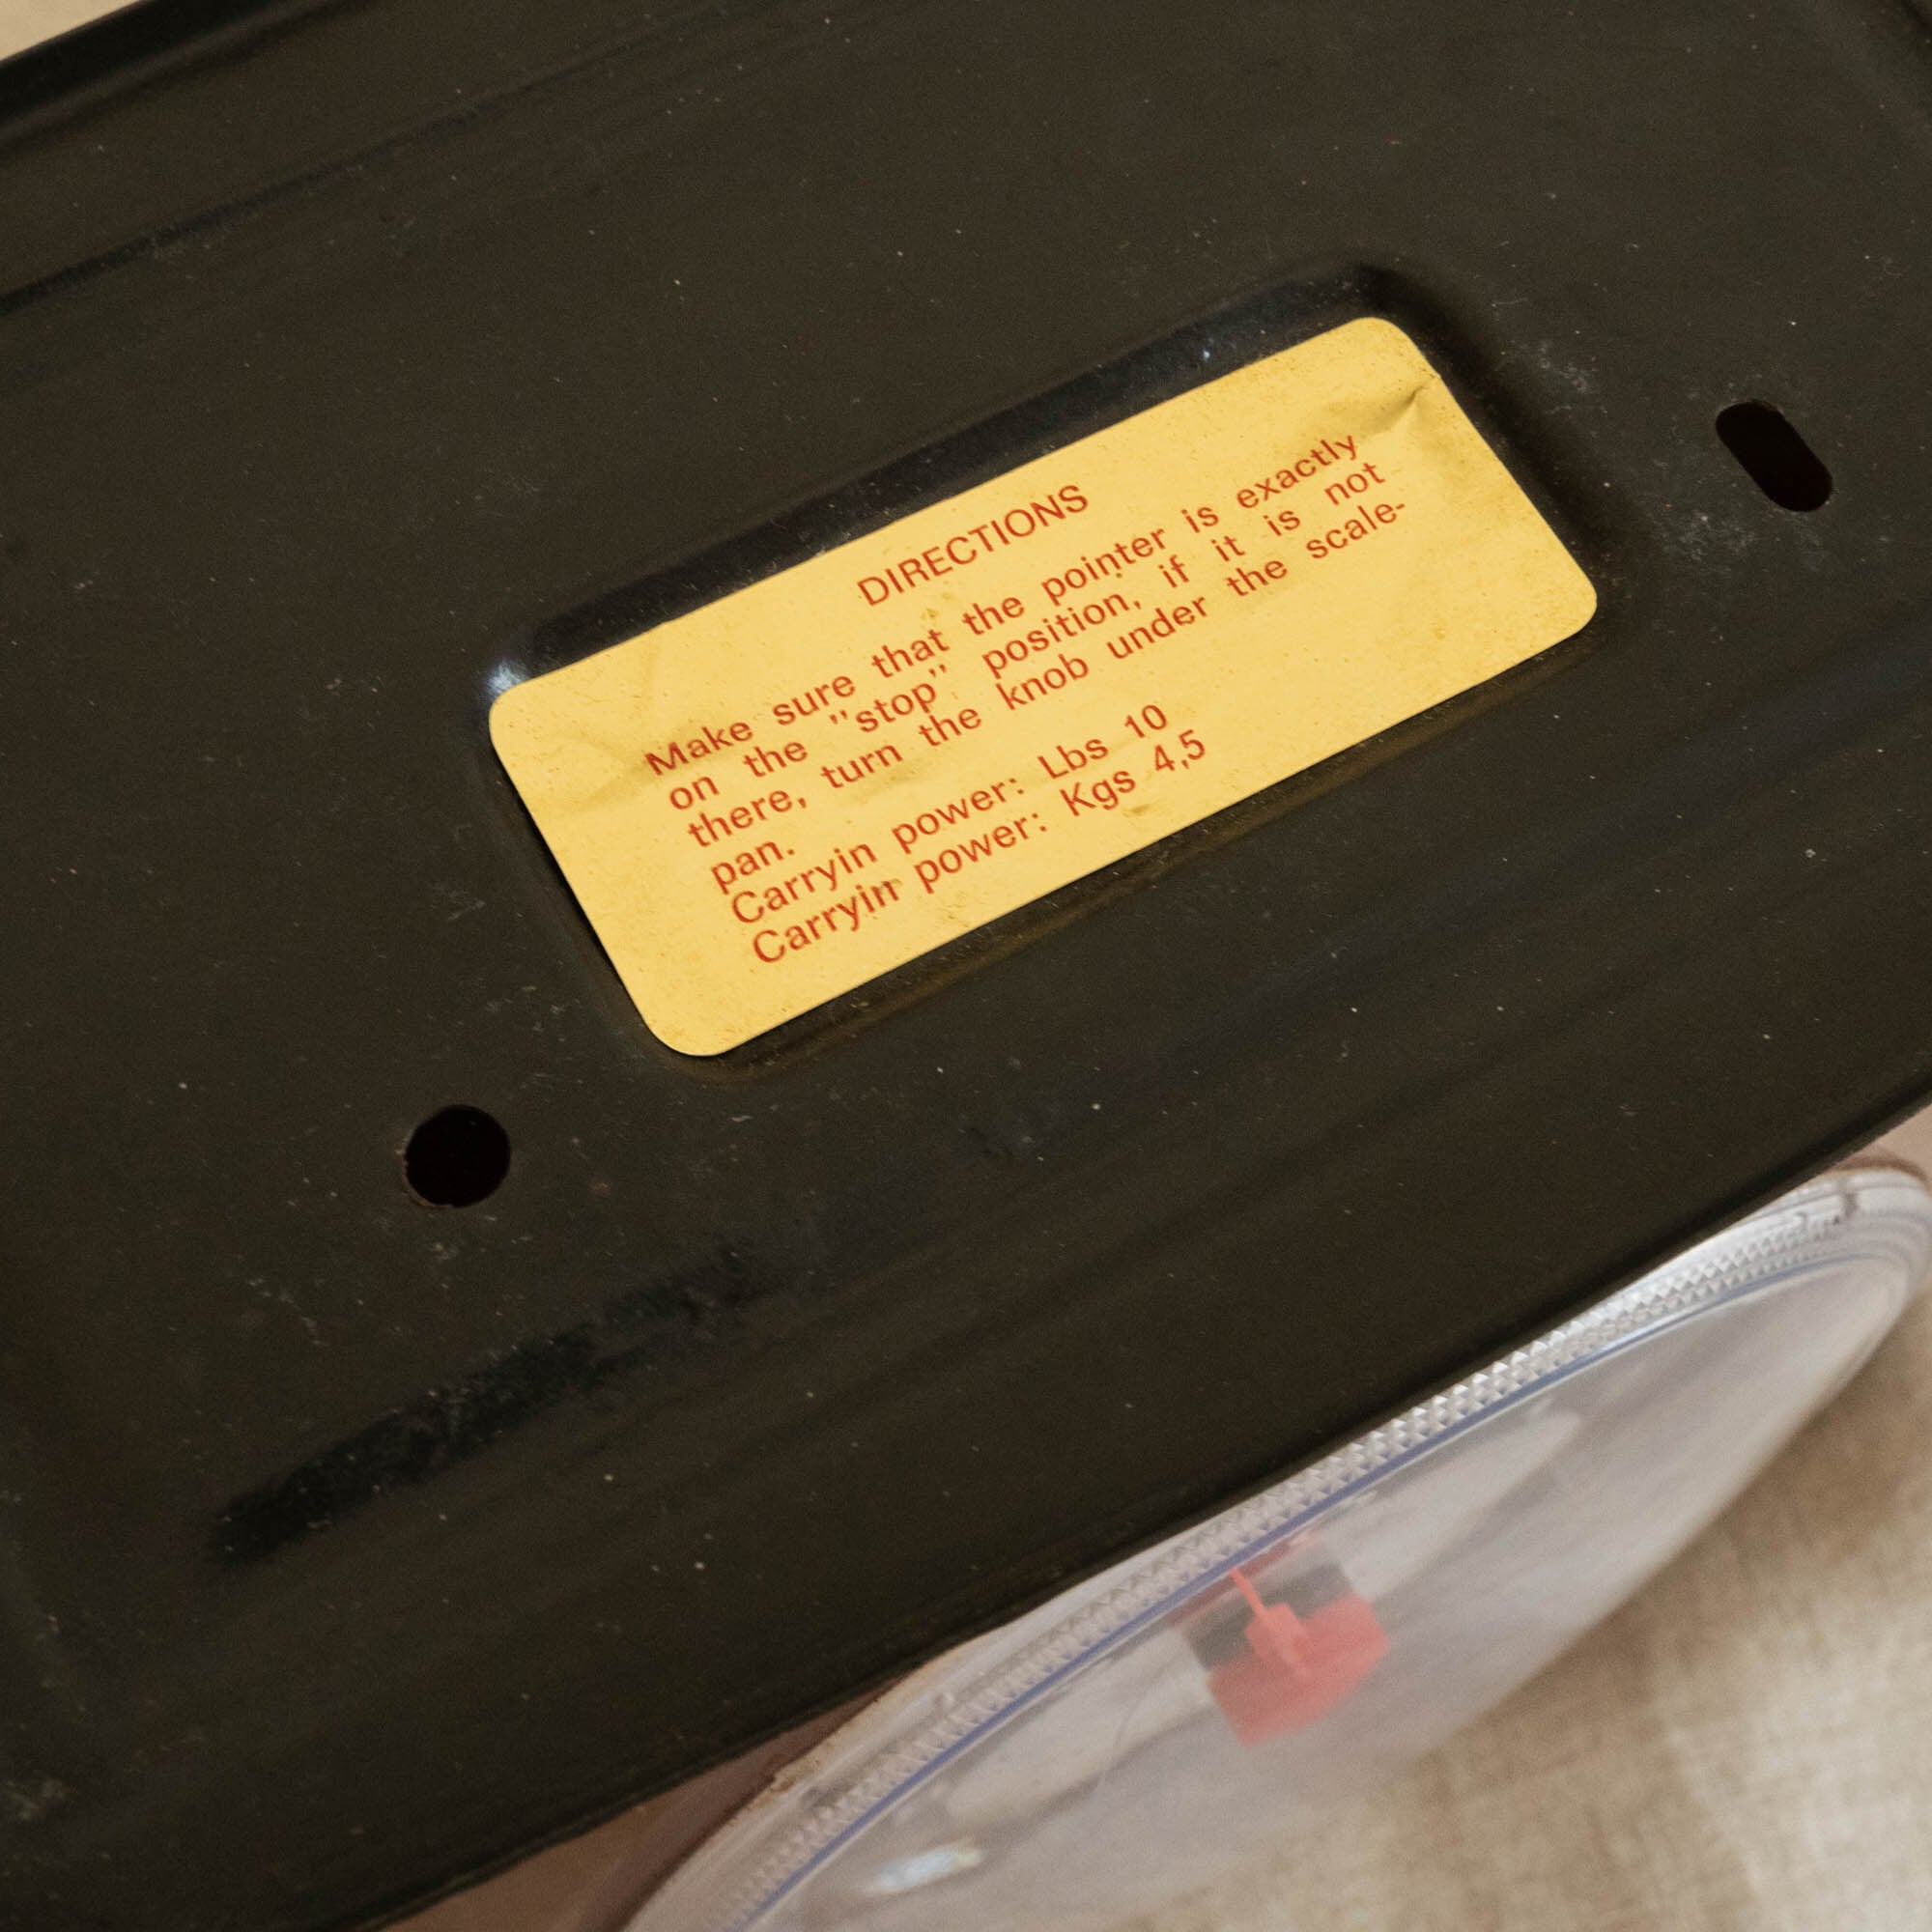 DIRECTIONS
Make sure that the pointer is exactly
on the "stop" position, if it is not
there, turn the knob under the scale-
pan.
Carryin power: Lbs 10
Carryin power: Kgs 4,5